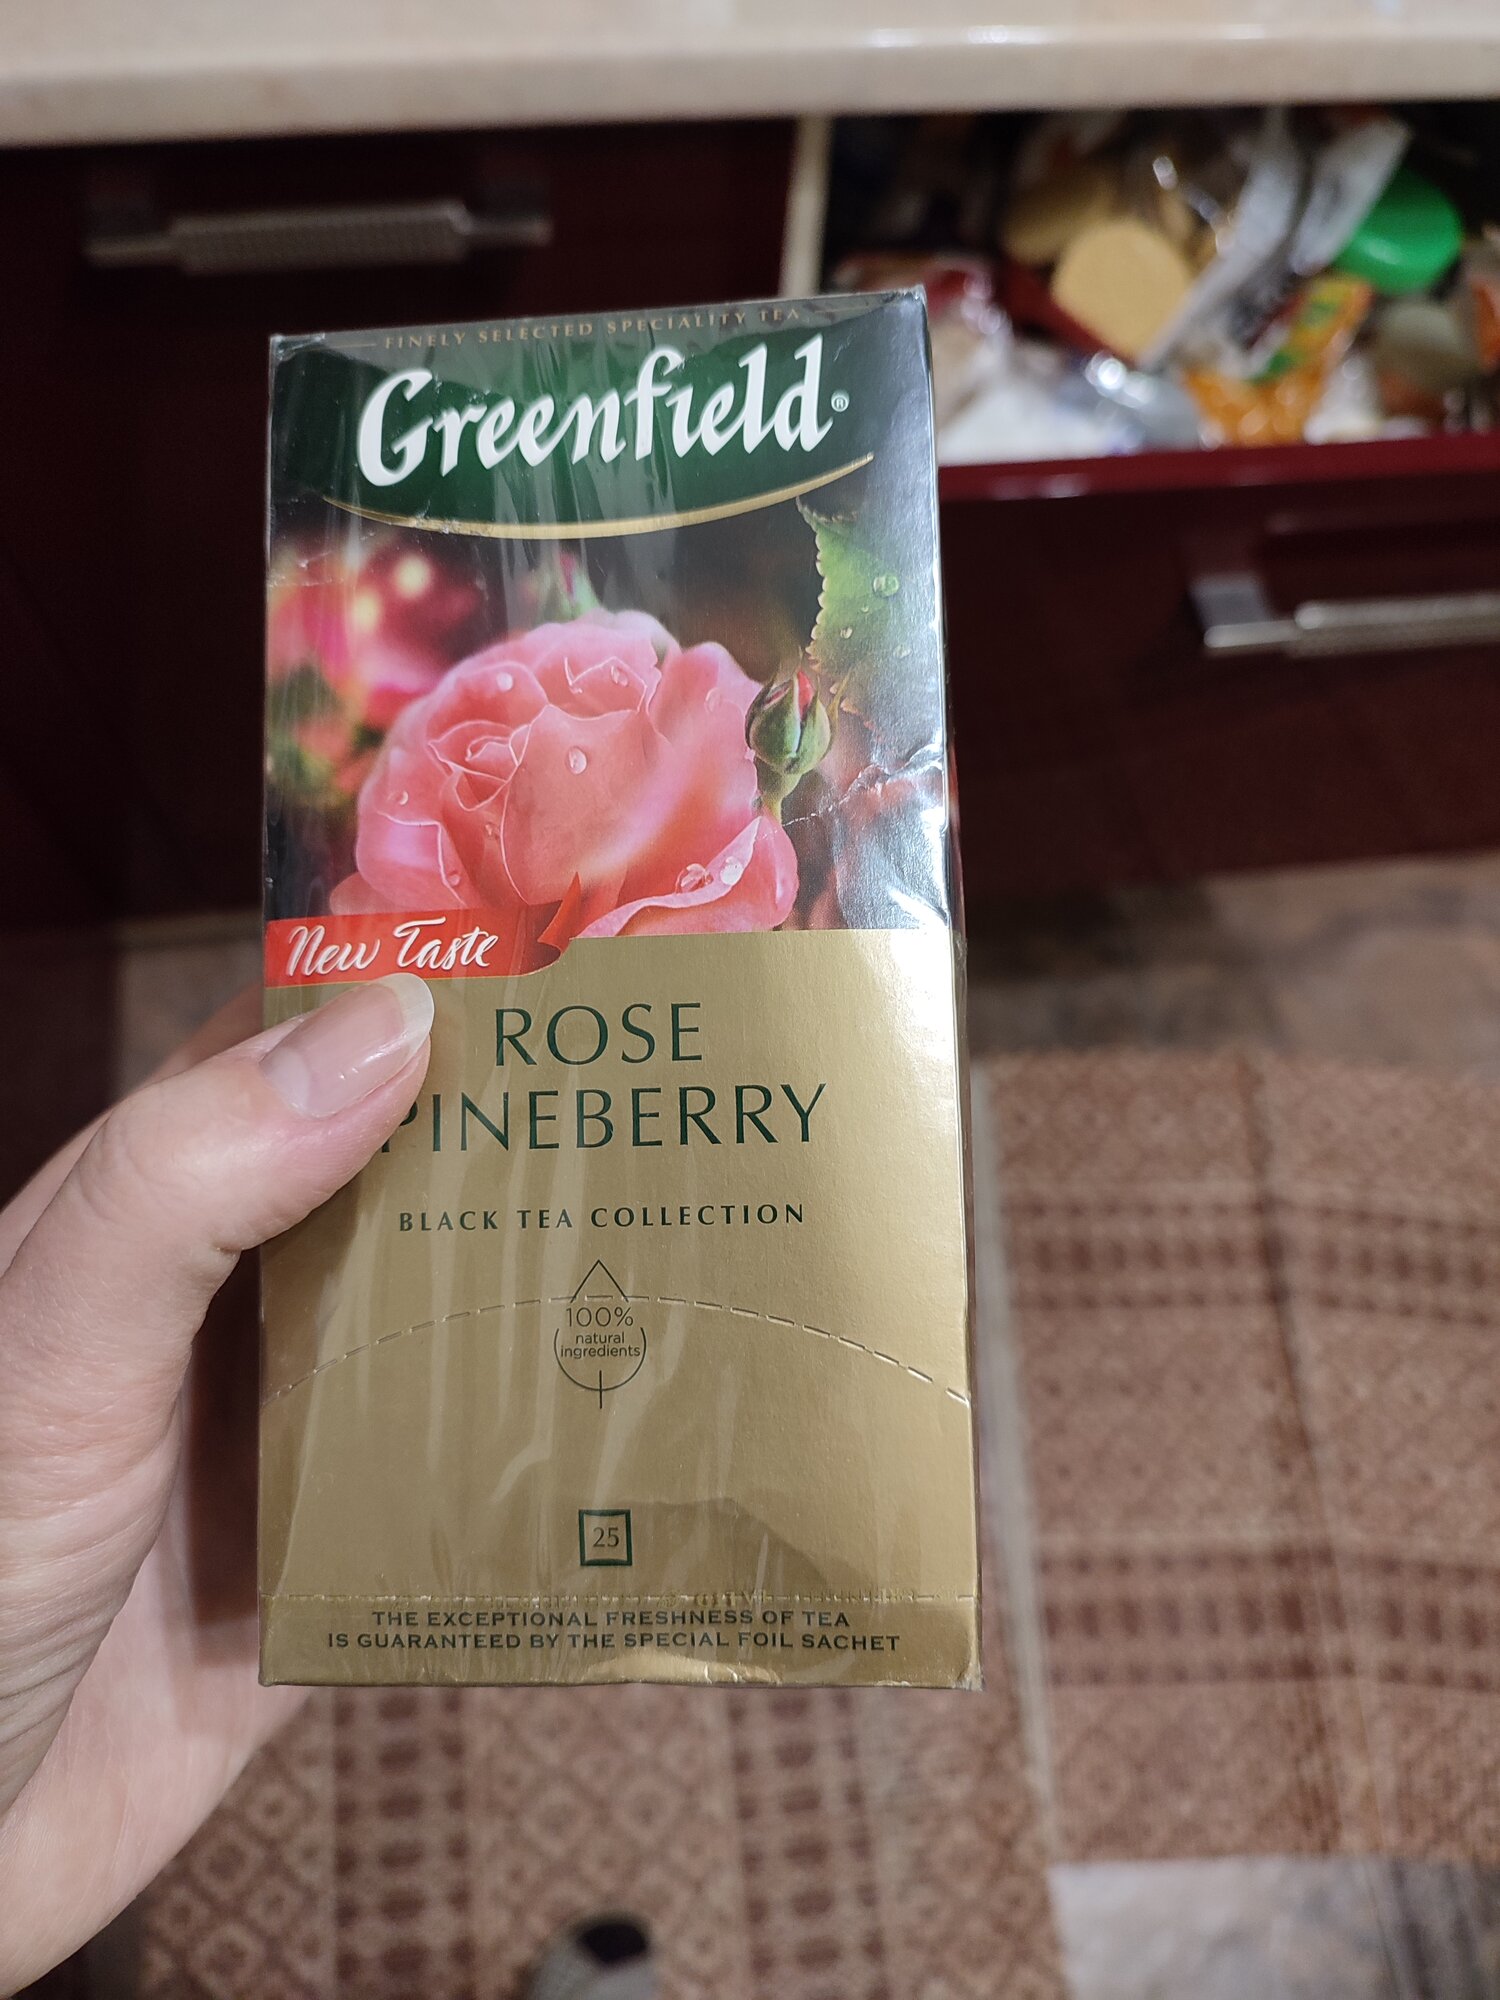 FINELY SELECTED SPECIALITY TEA
Greenfield®
New Taste
ROSE
PINEBERRY
BLACK TEA COLLECTION
100%
natural
ingredients
25
THE EXCEPTIONAL FRESHNESS OF TEA
IS GUARANTEED BY THE SPECIAL FOIL SACHET